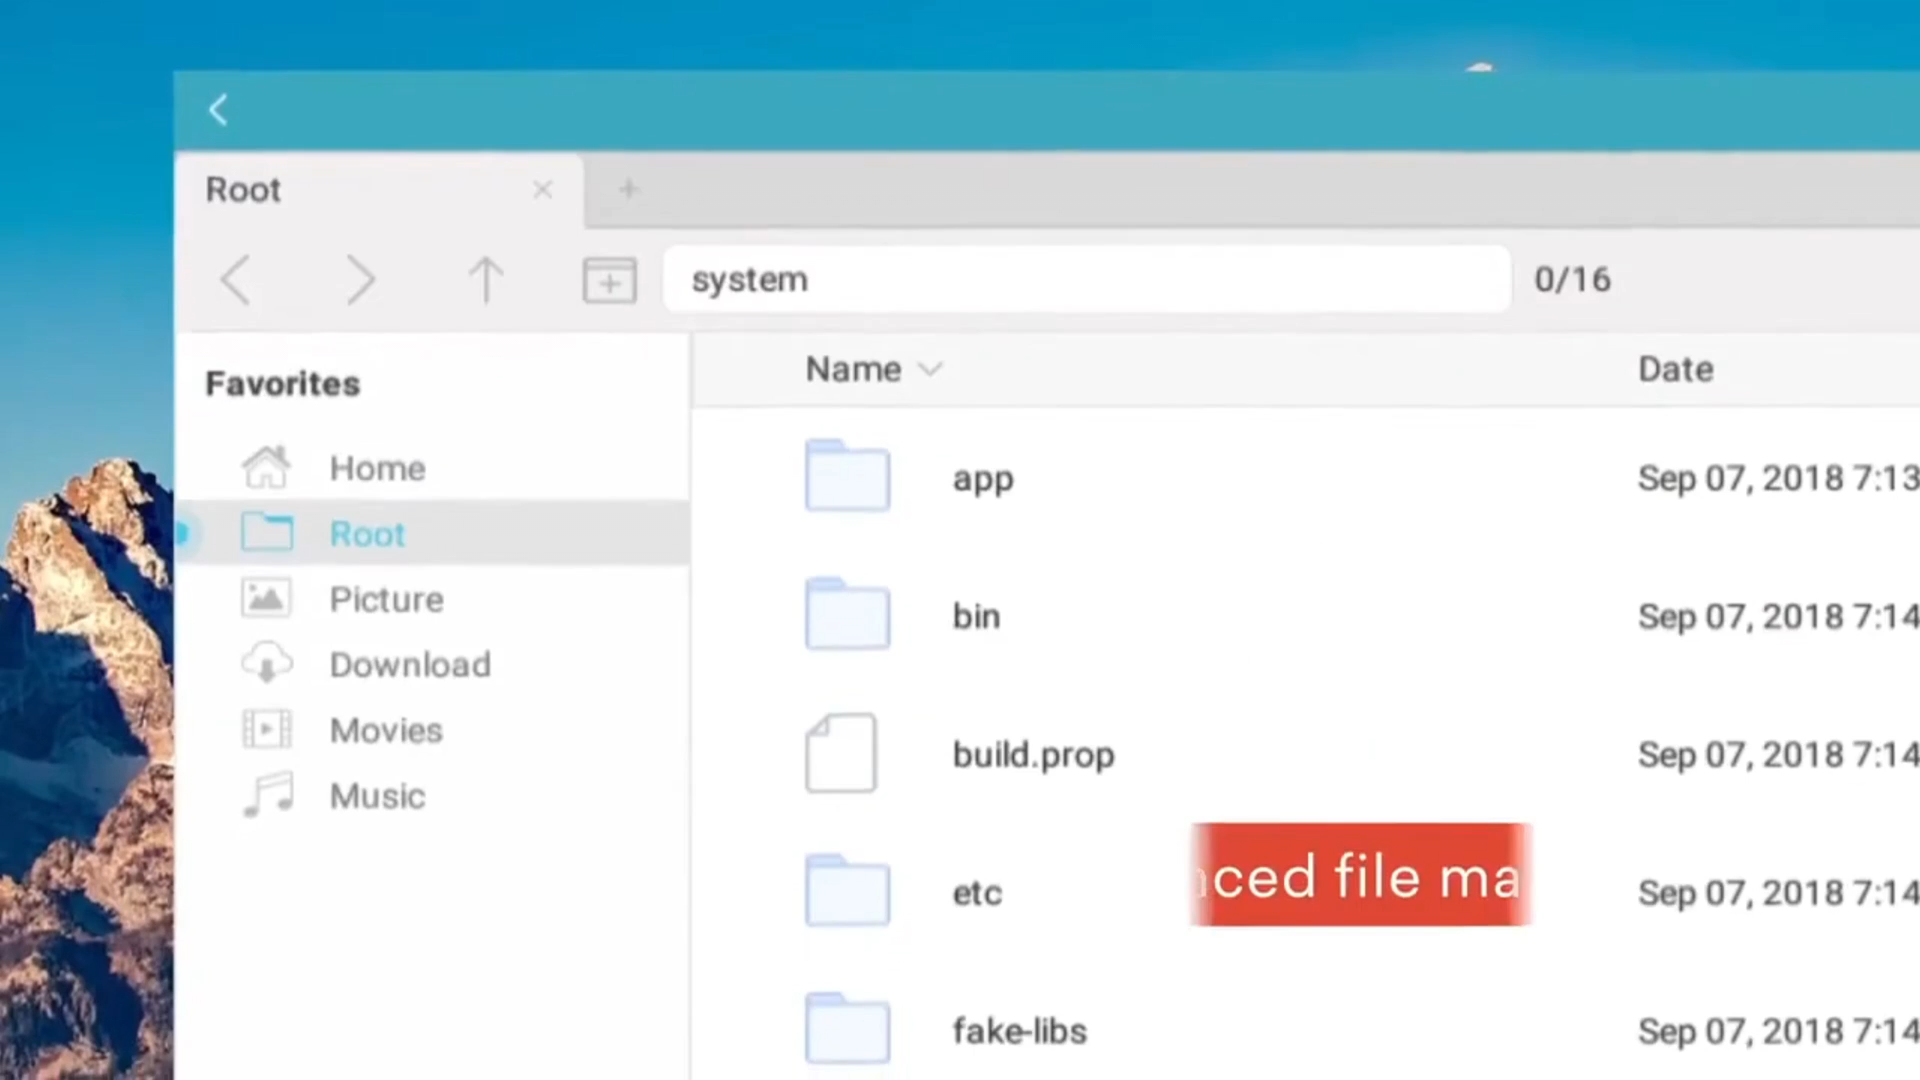 Root
system
0/16
Favorites
Home
Root
Picture
Download
Movies
Music
Name
Date
app
Sep 07, 2018 7:13
bin
Sep 07, 2018 7:14
build.prop
Sep 07, 2018 7:14
etc
file
Sep 07, 2018 7:14
fake-libs
Sep 07, 2018 7:14